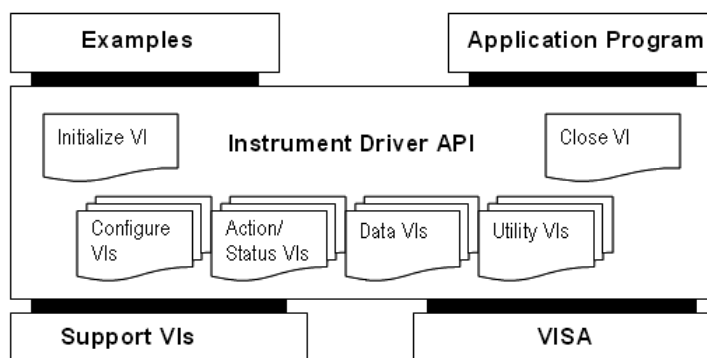 Examples
Application Program
Initialize VI
Instrument Driver API
Close VI
Configure
VIs
Action/
Status VIs
Data VIs
Utility VIs
Support VIs
VISA